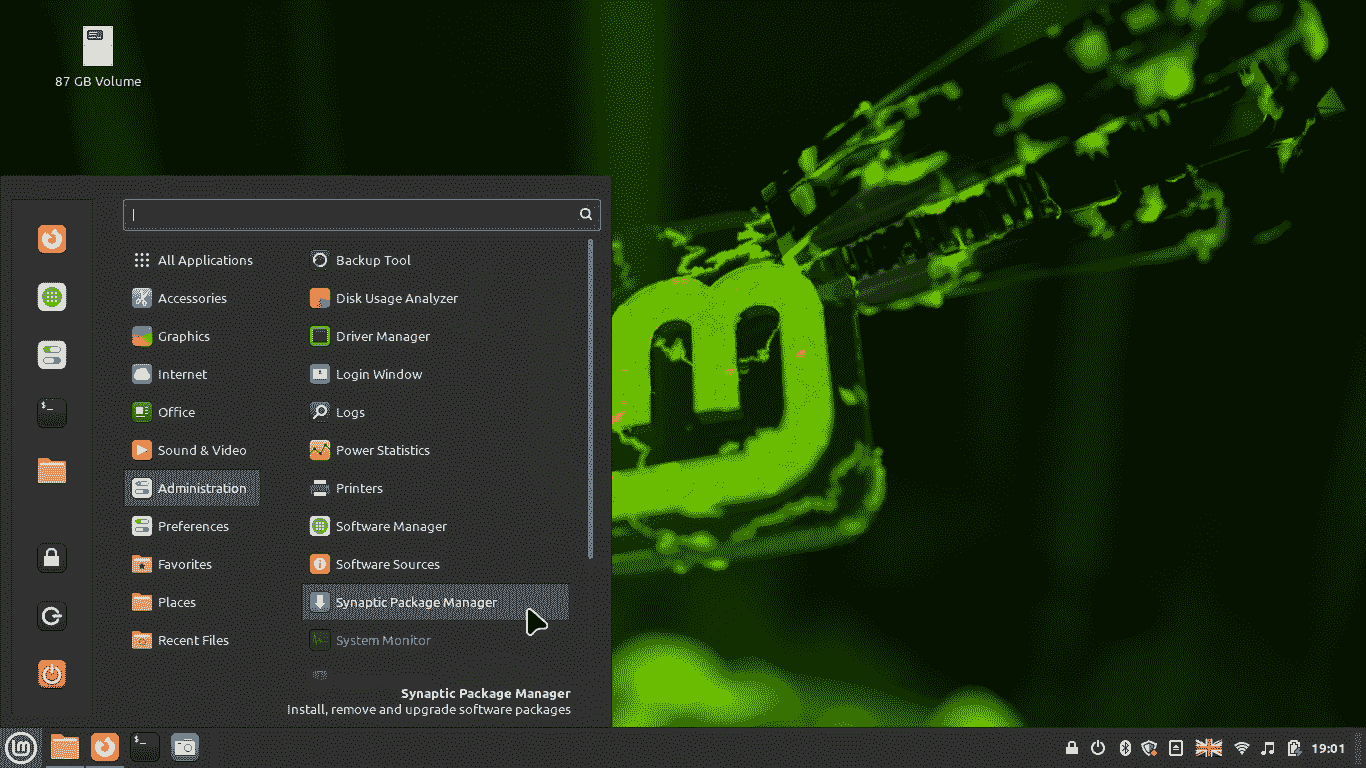 87 GB Volume
All Applications
Accessories
Graphics
Internet
Office
Sound & Video
Administration
Preferences
Favorites
Places
Recent Files
Backup Tool
Disk Usage Analyzer
Driver Manager
Login Window
Logs
Power Statistics
Printers
Software Manager
Software Sources
Synaptic Package Manager
System Monitor
Synaptic Package Manager
Install, remove and upgrade software packages
19:01